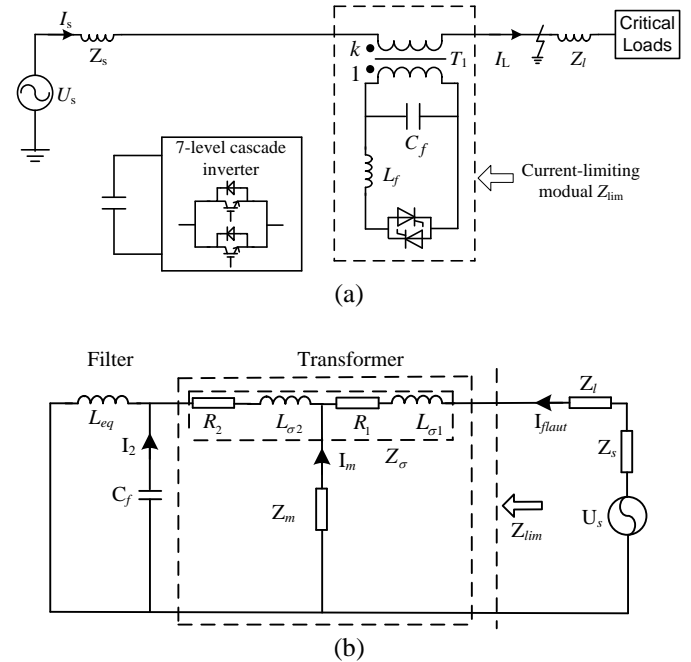 I_s
Z_s
U_s
k
1
T_1
I_L
Z_l
Critical
Loads
7-level cascade
inverter
C_f
L_f
Current-limiting
modual Z_lim
(a)
Filter
Transformer
L_eq
R_2
L_σ2
R_1
L_σ1
Z_σ
I_flaut
Z_l
Z_s
I_2
I_m
C_f
Z_m
Z_lim
U_s
(b)